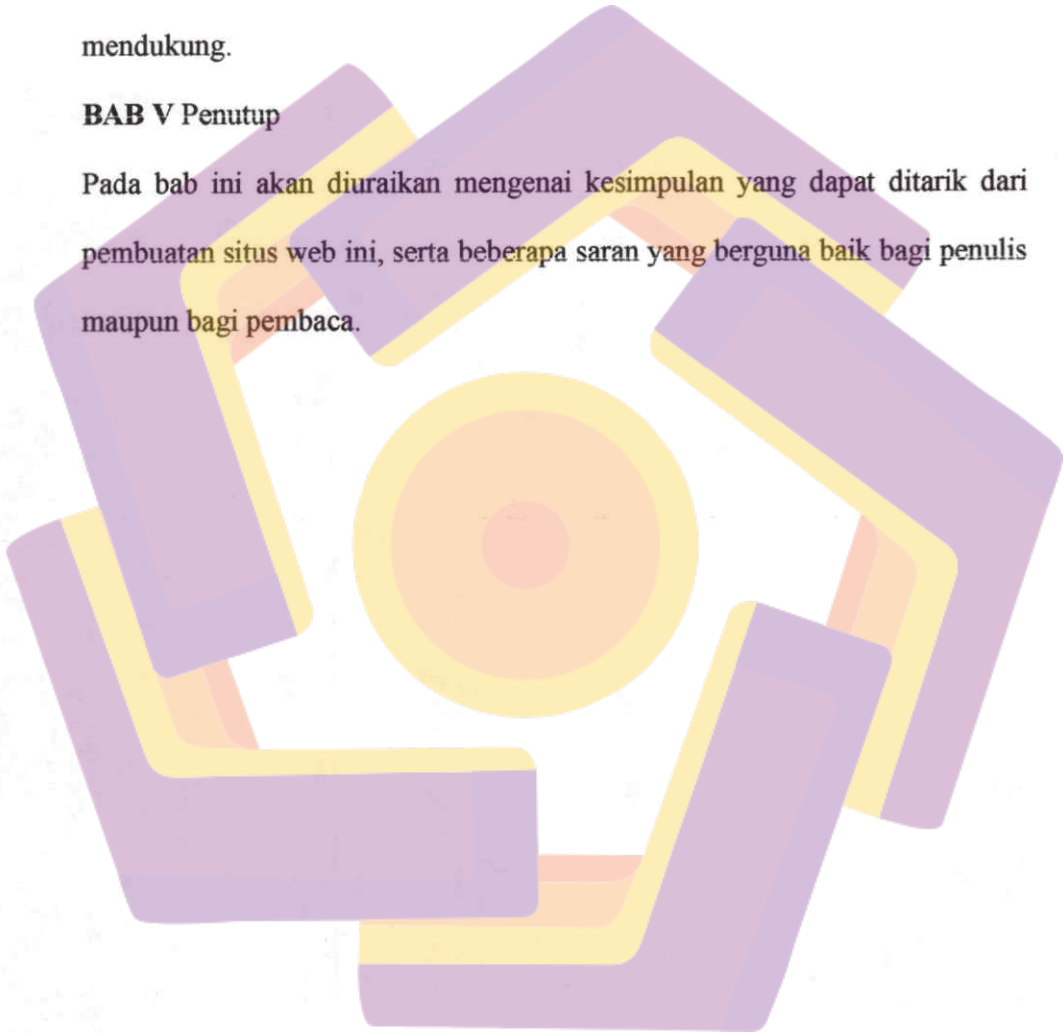 mendukung.
BAB V Penutup
Pada bab ini akan diuraikan mengenai kesimpulan yang dapat ditarik dari
pembuatan situs web ini, serta beberapa saran yang berguna baik bagi penulis
maupun bagi pembaca.